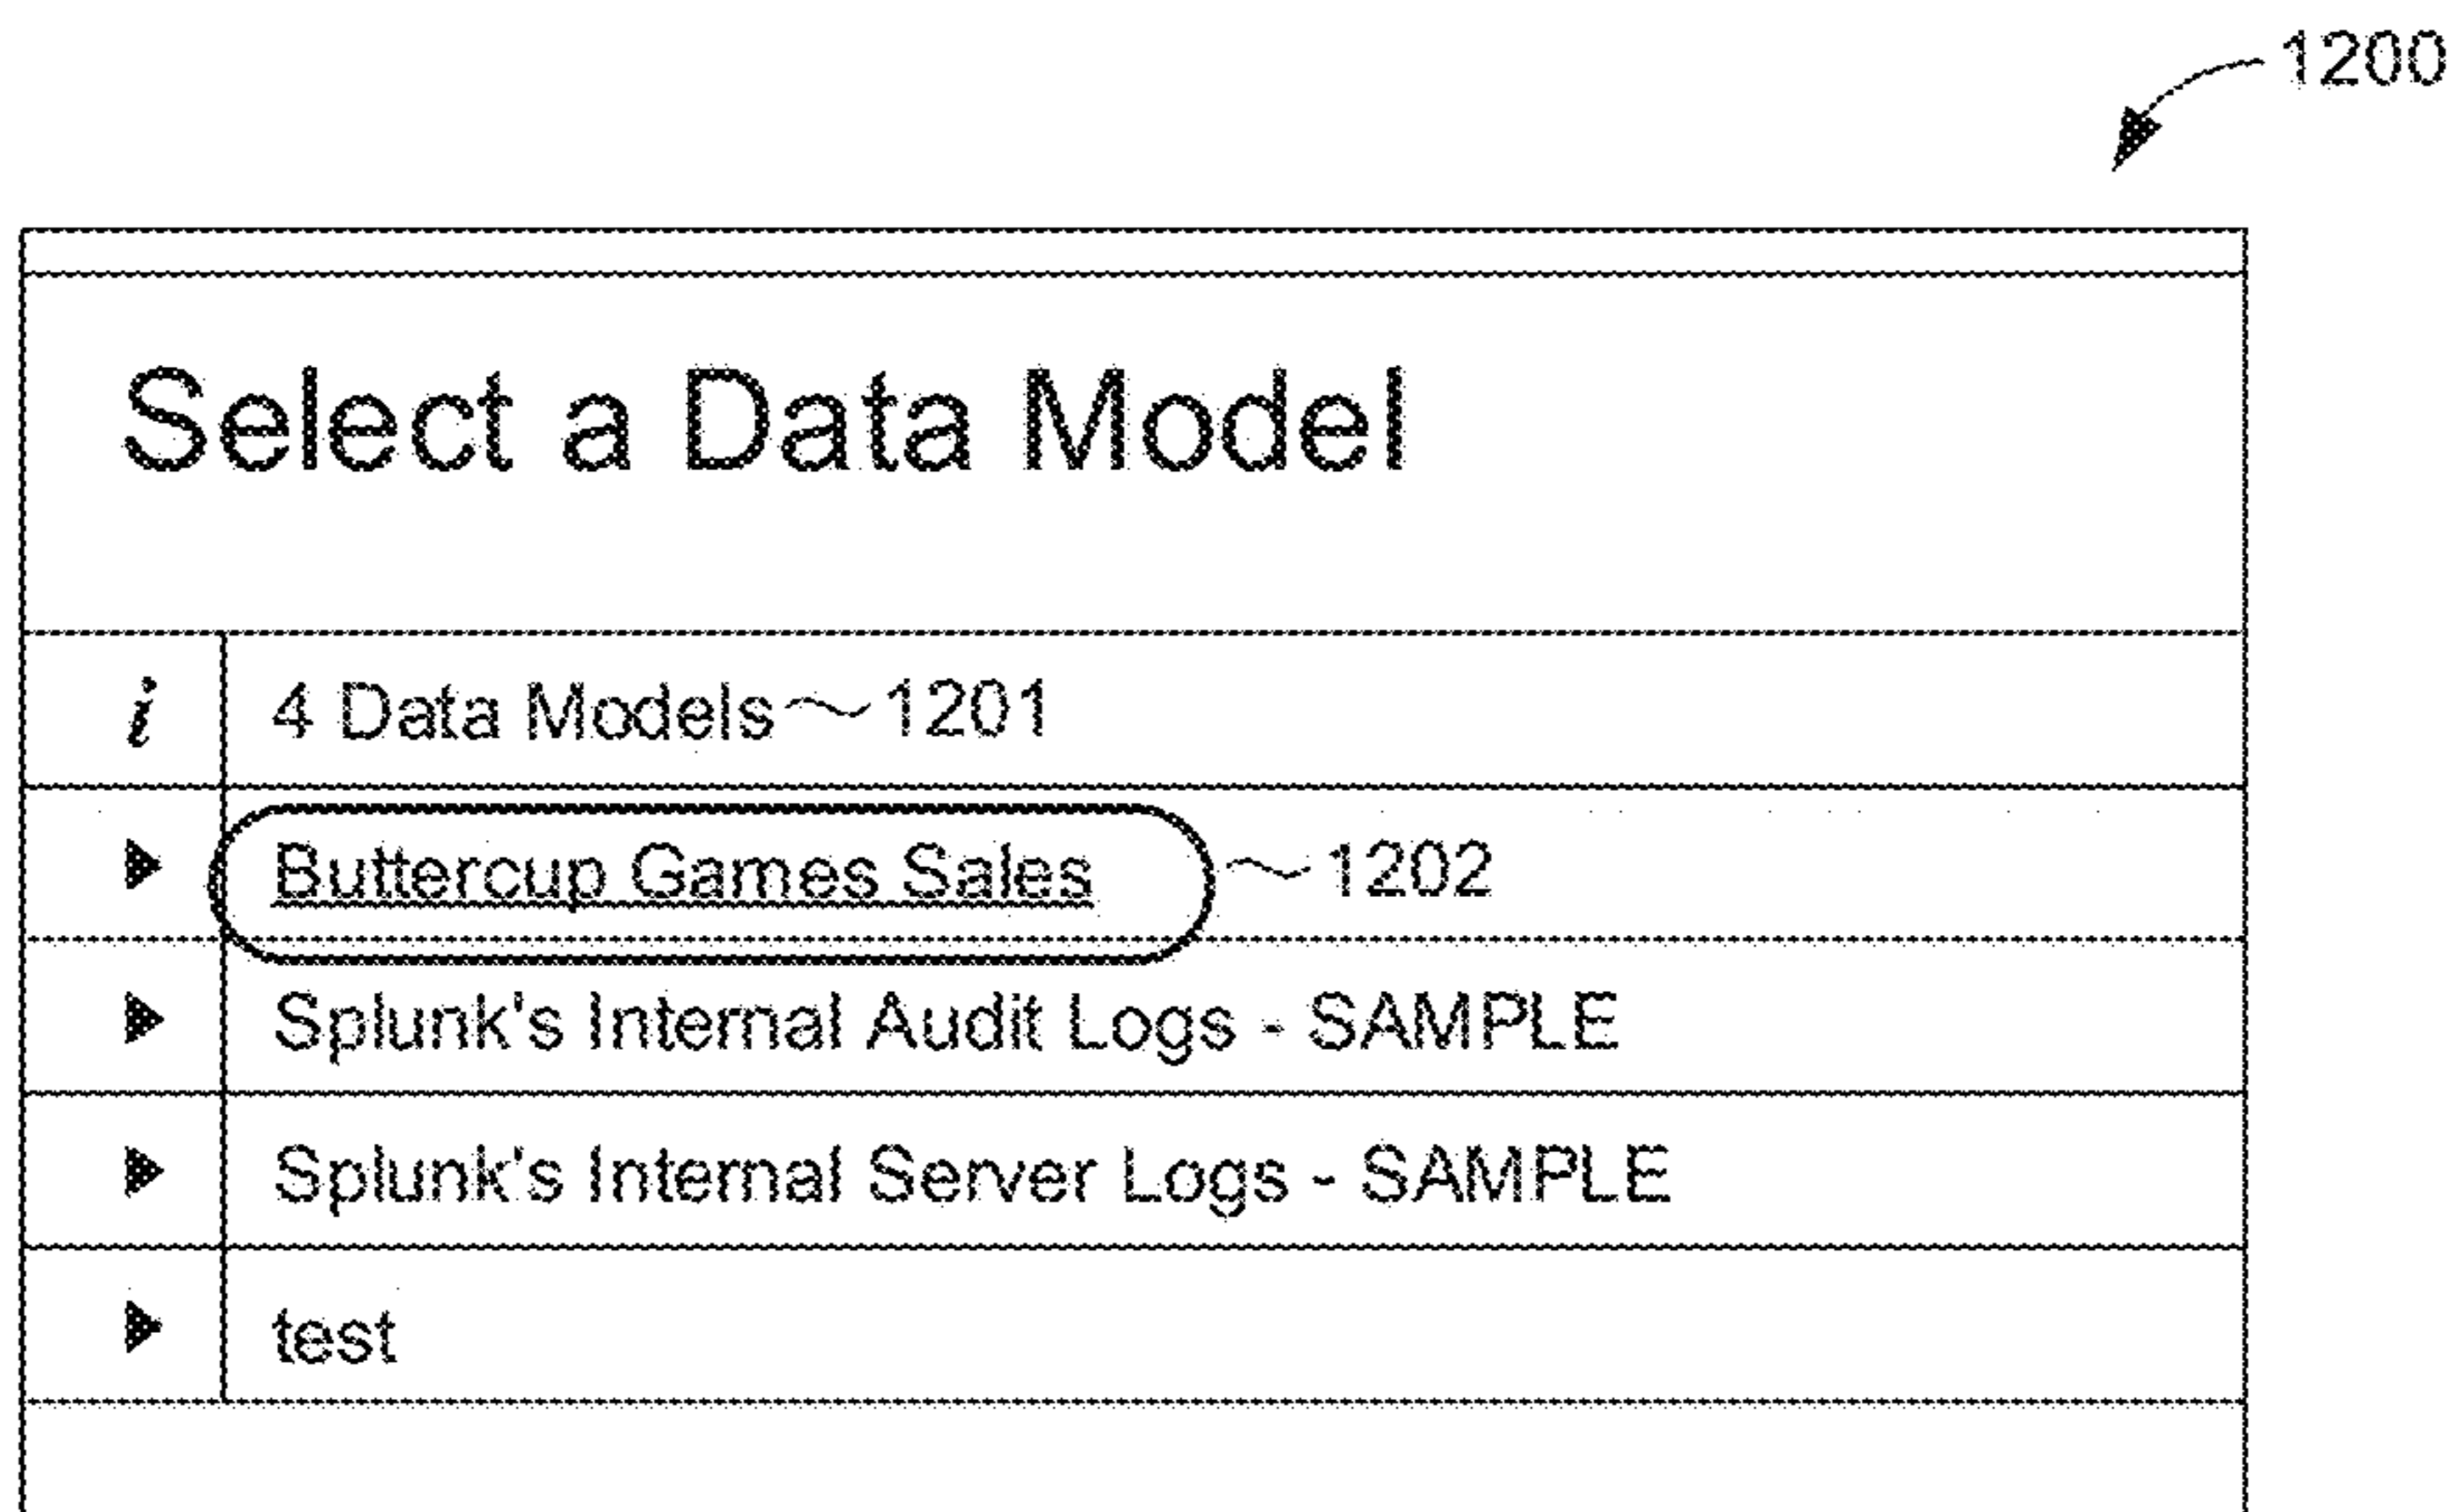 1200
Select a Data Model
i 4 Data Models 1201
Buttercup Games Sales 1202
Splunk's Internal Audit Logs - SAMPLE
Splunk's Internal Server Logs - SAMPLE
test